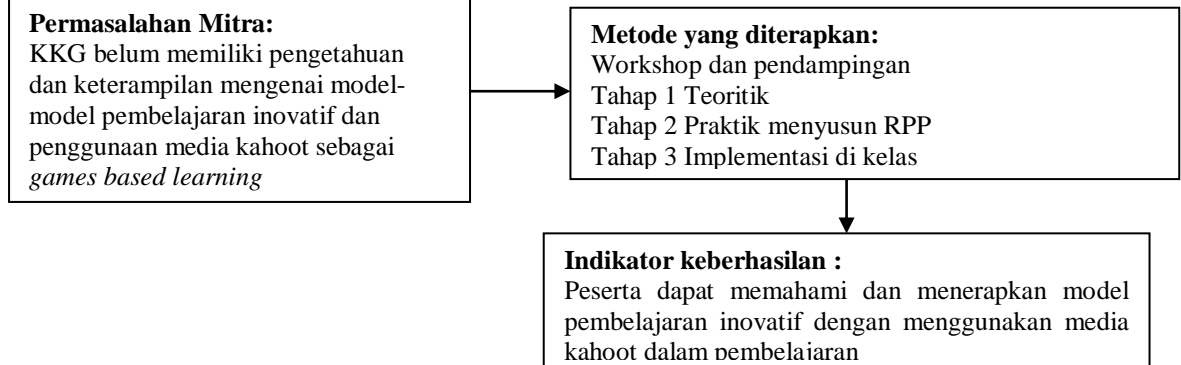 Permasalahan Mitra:
KKG belum memiliki pengetahuan
dan keterampilan mengenai model-
model pembelajaran inovatif dan
penggunaan media kahoot sebagai
games based learning
Metode yang diterapkan:
Workshop dan pendampingan
Tahap 1 Teoritik
Tahap 2 Praktik menyusun RPP
Tahap 3 Implementasi di kelas
Indikator keberhasilan :
Peserta dapat memahami dan menerapkan model
pembelajaran inovatif dengan menggunakan media
kahoot dalam pembelajaran